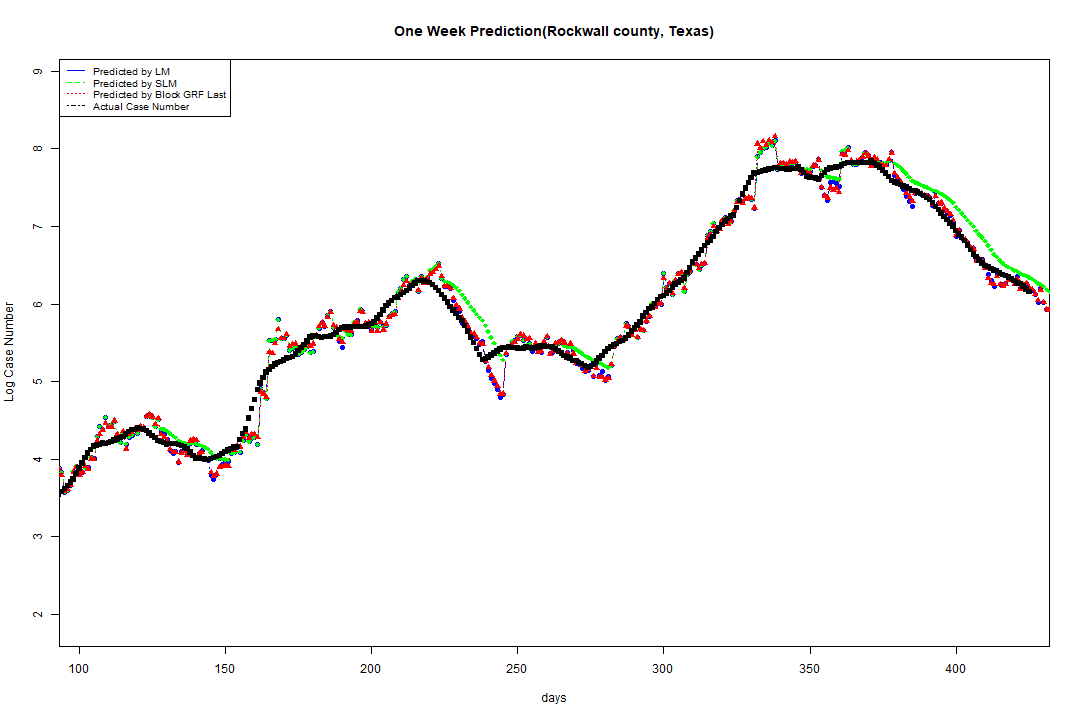 One Week Prediction(Rockwall county, Texas)
Predicted by LM
Predicted by SLM
Predicted by Block GRF Last
Actual Case Number
Log Case Number
9
8
7
6
5
4
3
2
100 150 200 250 300 350 400
days